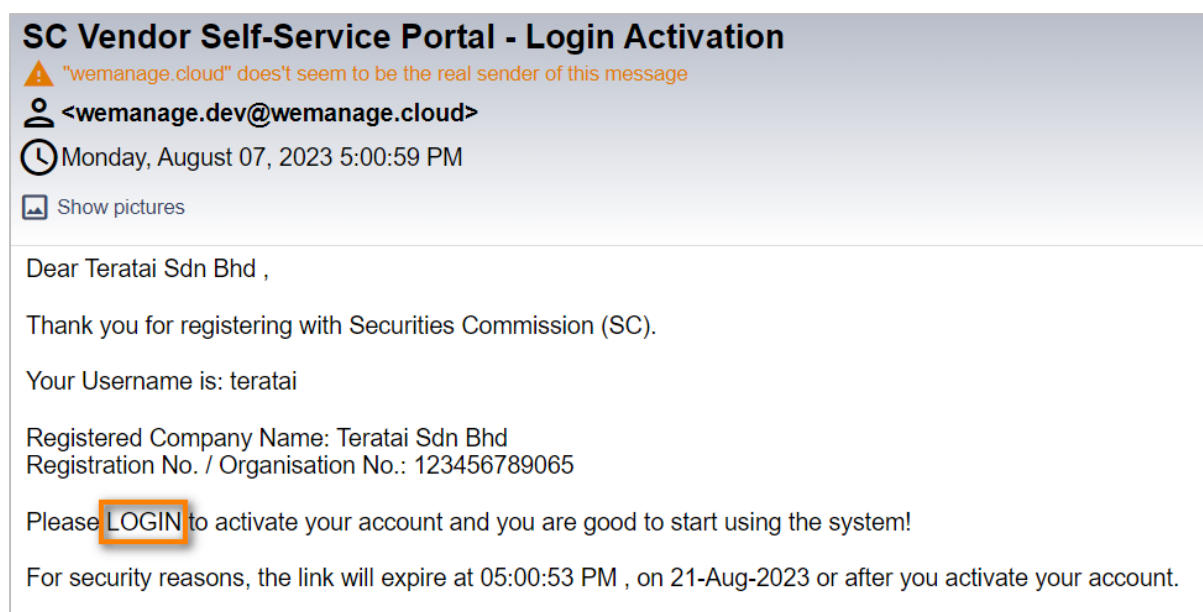 SC Vendor Self-Service Portal - Login Activation
"wemanage.cloud" does't seem to be the real sender of this message
<wemanage.dev@wemanage.cloud>
Monday, August 07, 2023 5:00:59 PM
Show pictures
Dear Teratai Sdn Bhd ,
Thank you for registering with Securities Commission (SC).
Your Username is: teratai
Registered Company Name: Teratai Sdn Bhd
Registration No. / Organisation No.: 123456789065
Please LOGIN to activate your account and you are good to start using the system!
For security reasons, the link will expire at 05:00:53 PM , on 21-Aug-2023 or after you activate your account.